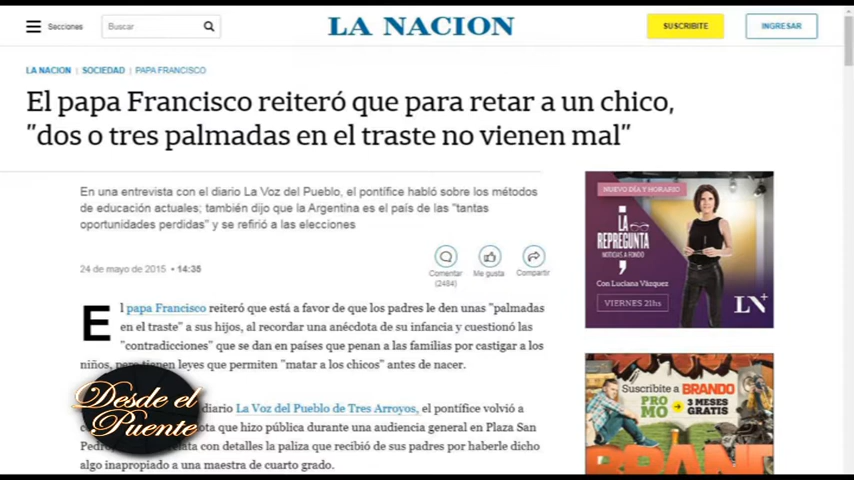 Secciones
Buscar
LA NACION
SUSCRIBITE
INGRESAR
LA NACION | SOCIEDAD | PAPA FRANCISCO
El papa Francisco reiteró que para retar a un chico,
"dos o tres palmadas en el traste no vienen mal"
En una entrevista con el diario La Voz del Pueblo, el pontífice habló sobre los métodos
de educación actuales; también dijo que la Argentina es el país de las "tantas
oportunidades perdidas" y se refirió a las elecciones
24 de mayo de 2015 • 14:35
Comentar
(2484)
Me gusta
Compartir
El papa Francisco reiteró que está a favor de que los padres le den unas "palmadas
en el traste" a sus hijos, al recordar una anécdota de su infancia y cuestionó las
"contradicciones" que se dan en países que penan a las familias por castigar a los
niños, pero tienen leyes que permiten "matar a los chicos" antes de nacer.
diario La Voz del Pueblo de Tres Arroyos, el pontífice volvió a
que hizo pública durante una audiencia general en Plaza San
con detalles la paliza que recibió de sus padres por haberle dicho
algo inapropiado a una maestra de cuarto grado.
Desde el
Puente
NUEVO DÍA Y HORARIO
LA
REPREGUNTA
NOTICIAS A FONDO
Con Luciana Vázquez
VIERNES 21hs
LN+
Suscribite a BRANDO
PRO
MO
3 MESES
GRATIS
BRAND